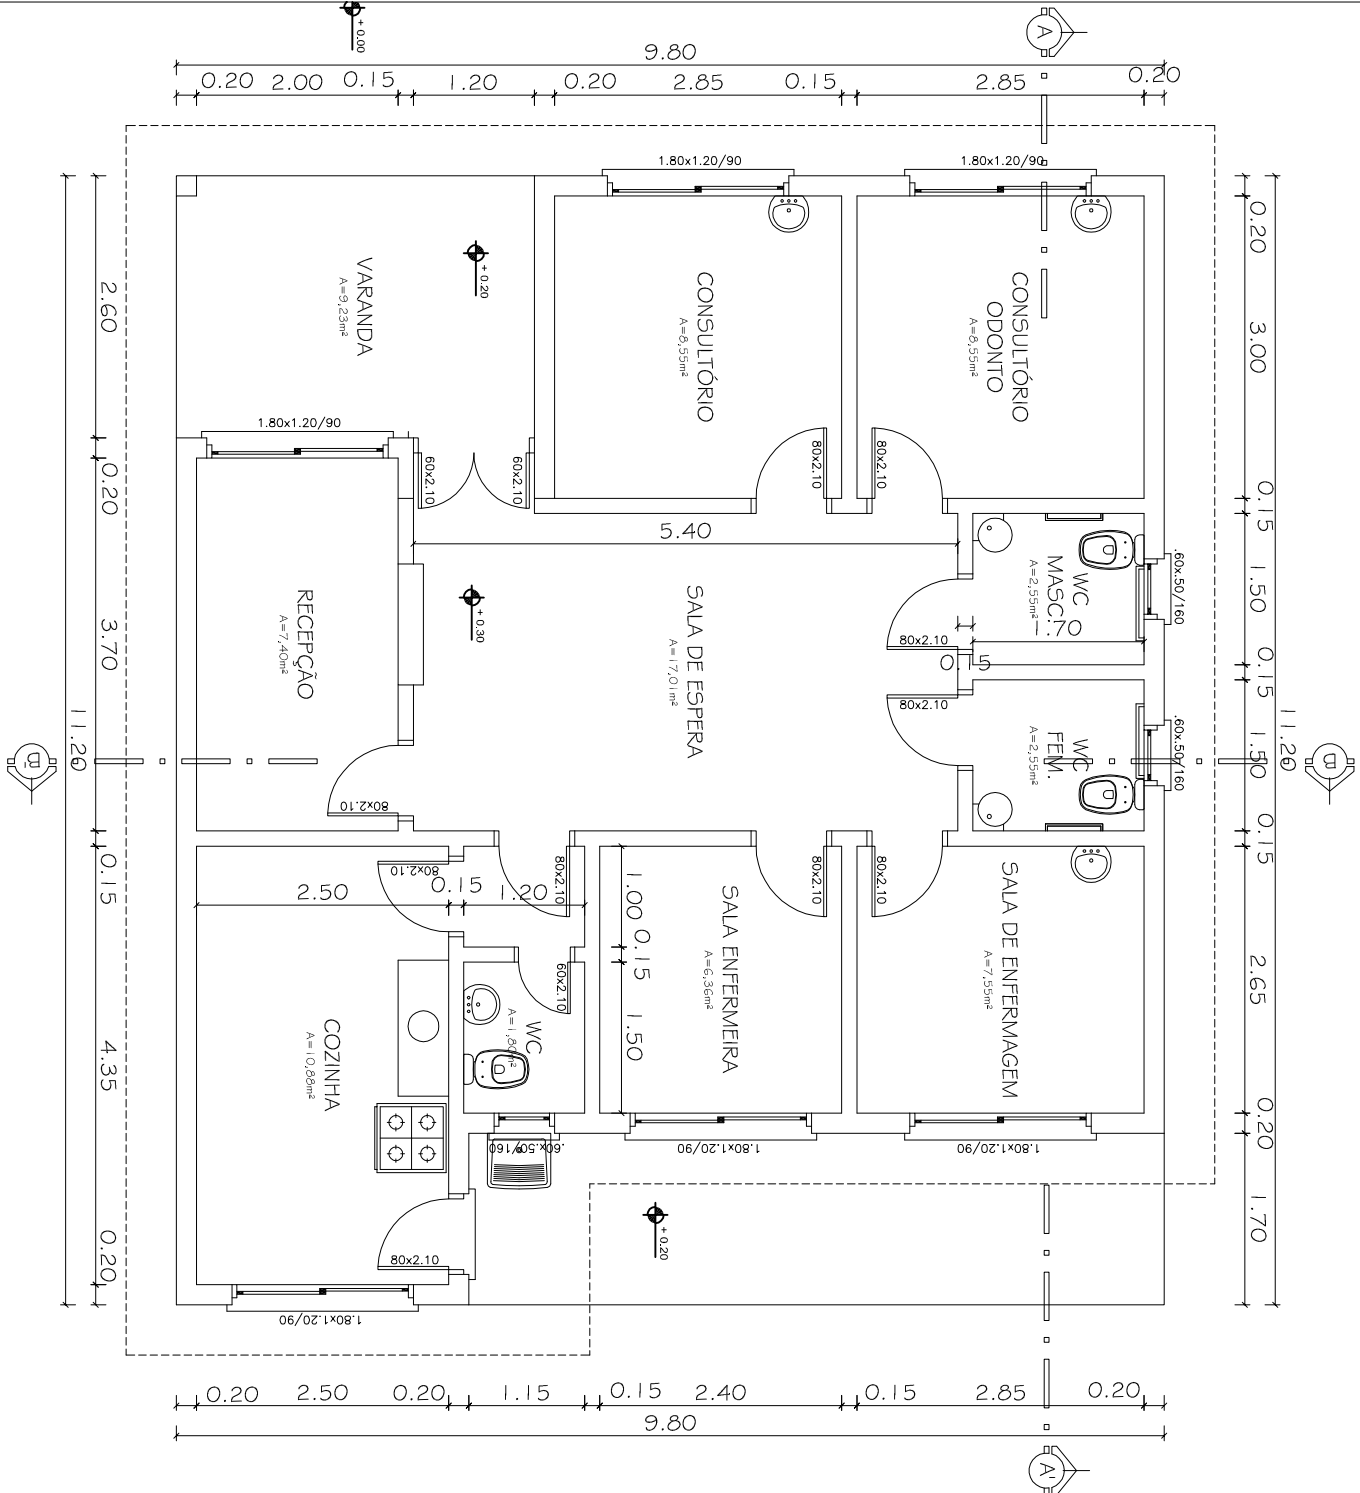 + 0.00
A
9.80
0.20 2.00 0.15 1.20 0.20 2.85 0.15 2.85 0.20
1.80x1.20/90
1.80x1.20/90
+ 0.20
VARANDA
A=9,23m²
CONSULTÓRIO
A=8,55m²
CONSULTÓRIO
ODONTO
A=8,55m²
0.20
3.00
0.15
1.50
0.15
1.50
0.15
2.65
0.20
1.70
11.20
2.60
0.20
3.70
0.15
4.35
0.20
11.20
1.80x1.20/90
60x2.10
60x2.10
80x2.10
80x2.10
5.40
WC
MASC.
A=2,55m²
1.70
.60x.50/160
RECEPÇÃO
A=7,40m²
+ 0.30
SALA DE ESPERA
A=17,01m²
80x2.10
0.15
80x2.10
WC
FEM.
A=2,55m²
.60x.50/160
B'
B
80x2.10
80x2.10
80x2.10
80x2.10
80x2.10
2.50 0.15 1.20
1.00
0.15
1.50
60x2.10
WC
A=1,80m²
SALA ENFERMEIRA
A=6,36m²
SALA DE ENFERMAGEM
A=7,55m²
COZINHA
A=10,88m²
.60x.50/160
1.80x1.20/90
1.80x1.20/90
+ 0.20
80x2.10
1.80x1.20/90
0.20 2.50 0.20 1.15 0.15 2.40 0.15 2.85 0.20
9.80
A'